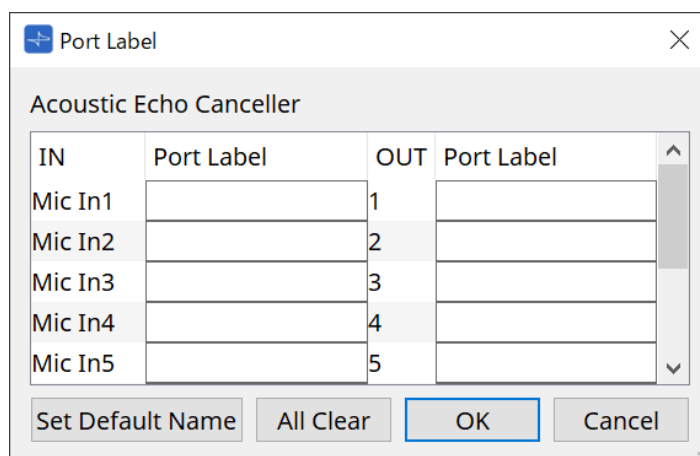 Port Label
Acoustic Echo Canceller
IN Port Label OUT Port Label
Mic In1 1
Mic In2 2
Mic In3 3
Mic In4 4
Mic In5 5
Set Default Name All Clear OK Cancel